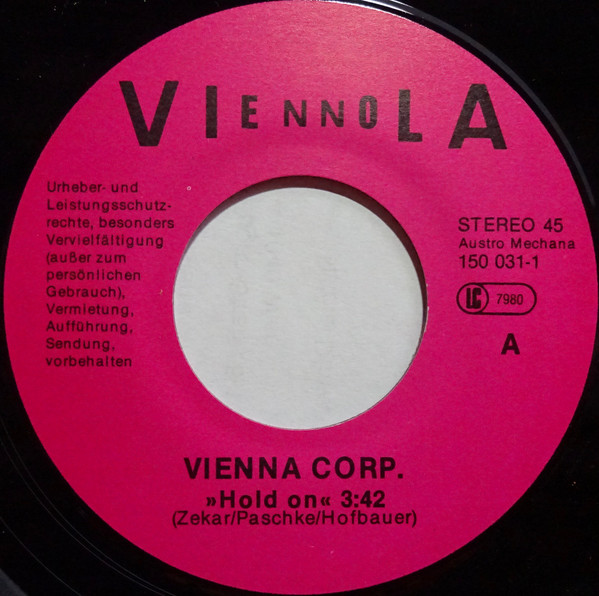 VIENNOLA
Urheber- und
Leistungsschutz-
rechte, besonders
Vervielfältigung
(außer zum
persönlichen
Gebrauch),
Vermietung,
Aufführung,
Sendung,
vorbehalten
STEREO 45
Austro Mechana
150 031-1
LC 7980
A
VIENNA CORP.
»Hold on« 3:42
(Zekar/Paschke/Hofbauer)